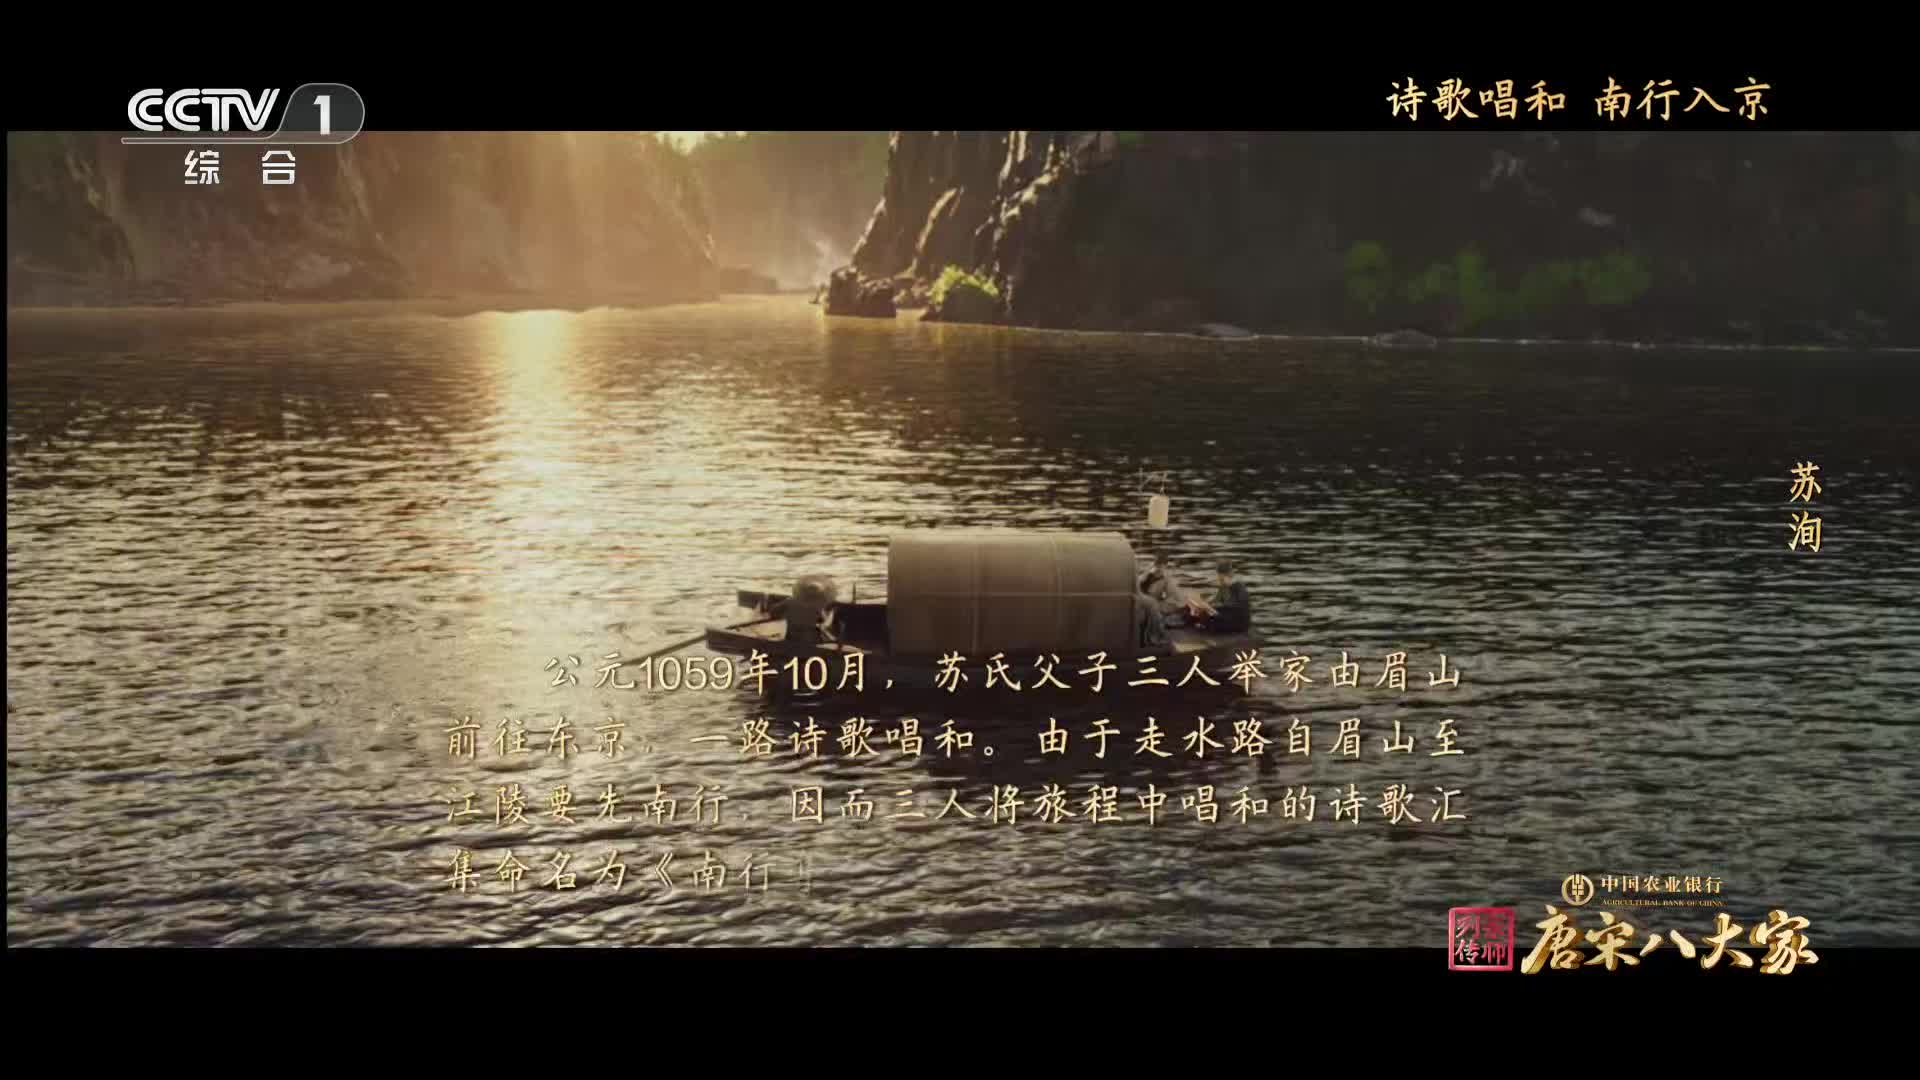 CCTV 1
综 合
诗歌唱和 南行入京
苏洵
公元1059年10月，苏氏父子三人举家由眉山
前往东京，一路诗歌唱和。由于走水路自眉山至
江陵要先南行，因而三人将旅程中唱和的诗歌汇
集命名为《南行
中国农业银行
AGRICULTURAL BANK OF CHINA
宗师
列传
唐宋八大家